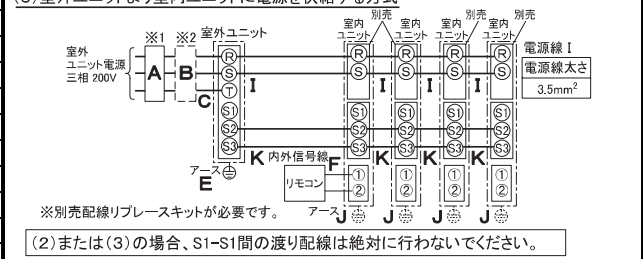 (3)室外ユニットより室内ユニットに電源を供給する方式
※1 ※2 室外ユニット
室内ユニット 別売 室内ユニット 室内ユニット 別売 室内ユニット 別売
室外
ユニット電源
三相 200V
A B C
R S T
S1 S2 S3
I I I I
R S R S R S R S
電源線 I
電源線太さ
3.5mm²
S1 S2 S3 S1 S2 S3 S1 S2 S3 S1 S2 S3
K 内外信号線 K K K
アース E
F
リモコン
① ② ① ② ① ② ① ②
アース J J J J
※別売配線リプレースキットが必要です。
(2)または(3)の場合、S1-S1間の渡り配線は絶対に行わないでください。